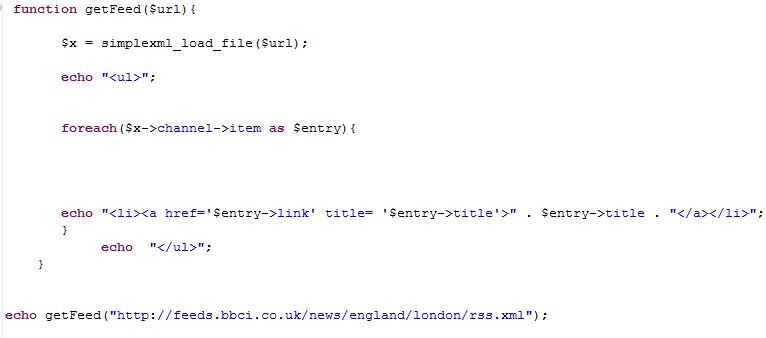 function getFeed($url){
$x = simplexml_load_file($url);
echo "<ul>";
foreach($x->channel->item as $entry){
echo "<li><a href='$entry->link' title= '$entry->title'>" . $entry->title . "</a></li>";
}
echo  "</ul>";
}
echo getFeed("http://feeds.bbci.co.uk/news/england/london/rss.xml");